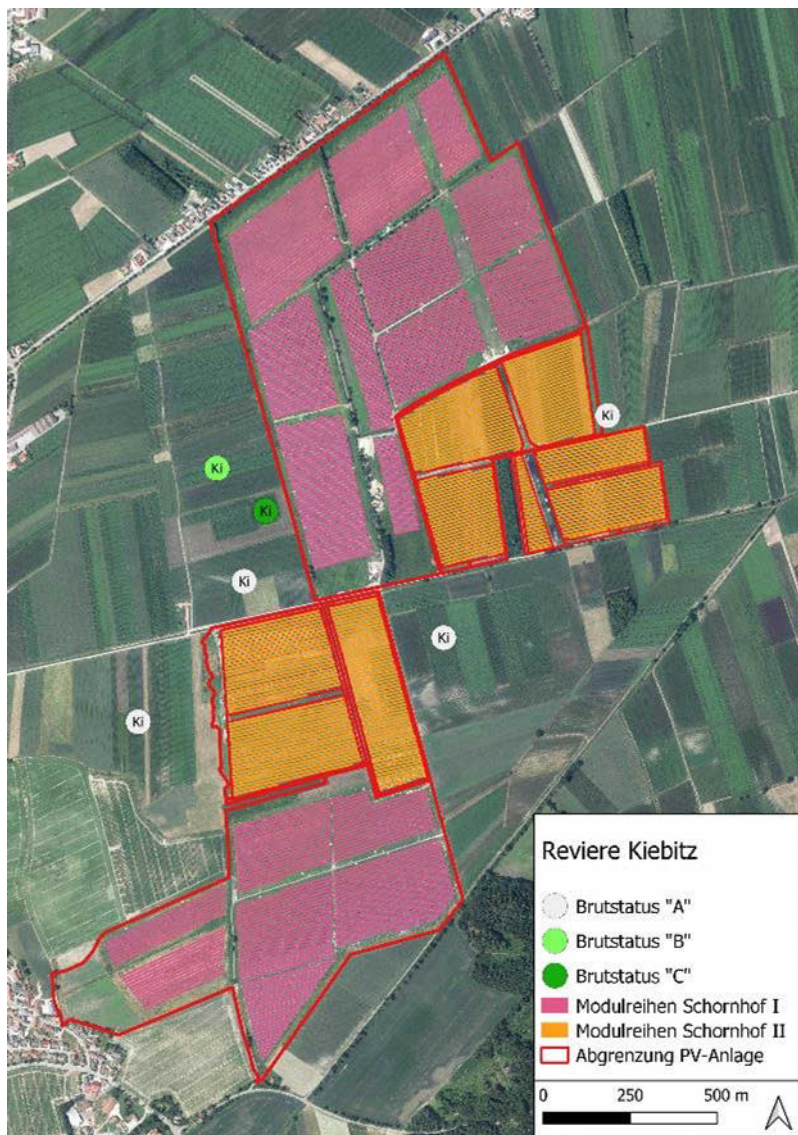 Ki
Ki
Ki
Ki
Ki
Ki
Reviere Kiebitz
Brutstatus "A"
Brutstatus "B"
Brutstatus "C"
Modulreihen Schornhof I
Modulreihen Schornhof II
Abgrenzung PV-Anlage
0 250 500 m